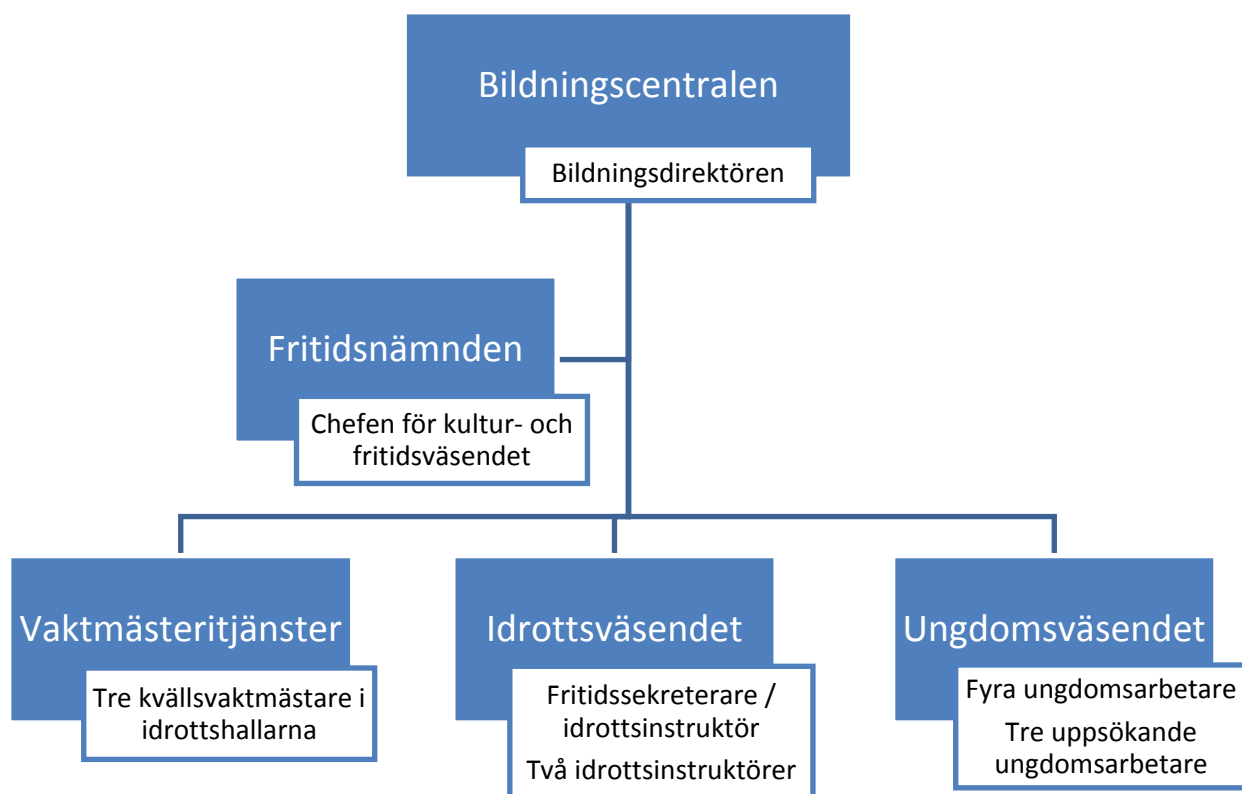 Bildningscentralen
Bildningsdirektören
Fritidsnämnden
Chefen för kultur- och
fritidsväsendet
Vaktmästeritjänster
Tre kvällsvaktmästare i
idrottshallarna
Idrottsväsendet
Fritidssekreterare /
idrottsinstruktör
Två idrottsinstruktörer
Ungdomsväsendet
Fyra ungdomsarbetare
Tre uppsökande
ungdomsarbetare